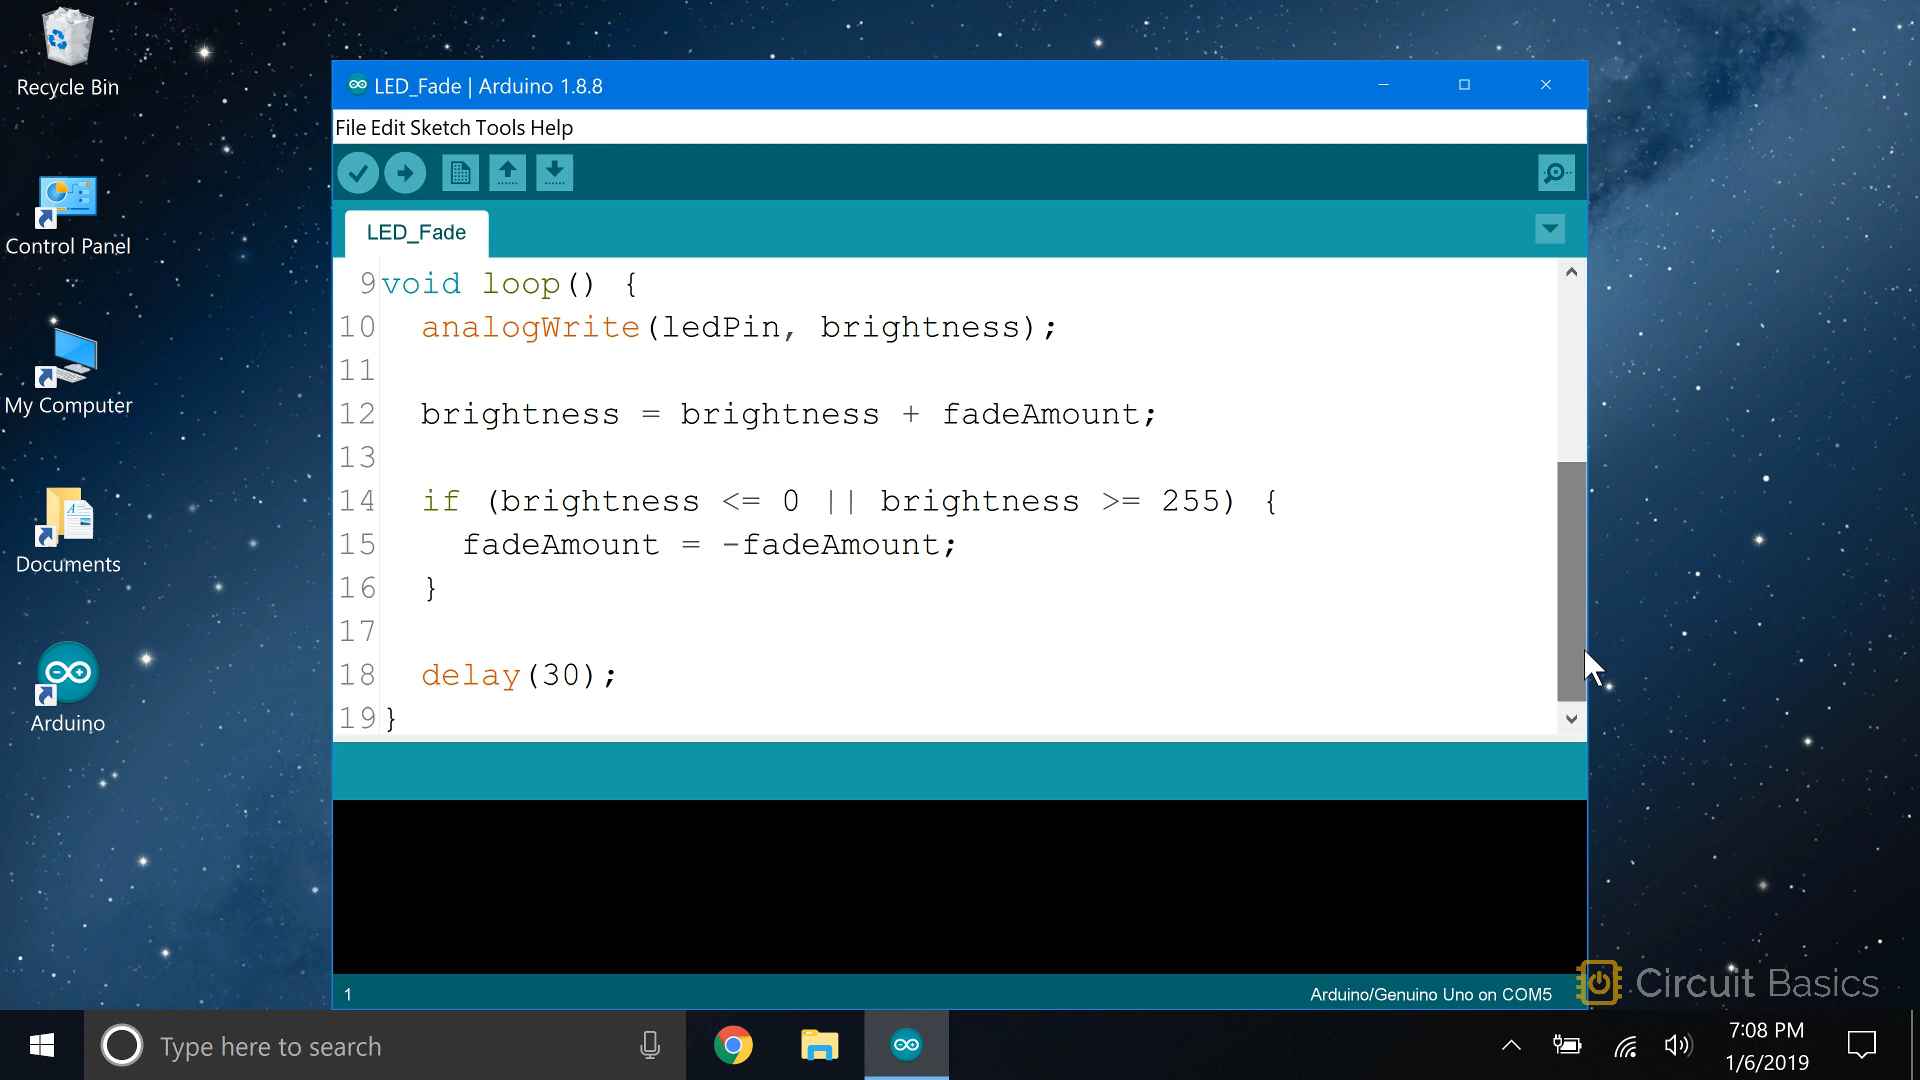 Recycle Bin
Control Panel
My Computer
Documents
Arduino
LED_Fade | Arduino 1.8.8
File Edit Sketch Tools Help
LED_Fade
9 void loop() {
10 analogWrite(ledPin, brightness);
11
12 brightness = brightness + fadeAmount;
13
14 if (brightness <= 0 || brightness >= 255) {
15 fadeAmount = -fadeAmount;
16 }
17
18 delay(30);
19 }
1
Arduino/Genuino Uno on COM5
Circuit Basics
Type here to search
7:08 PM
1/6/2019